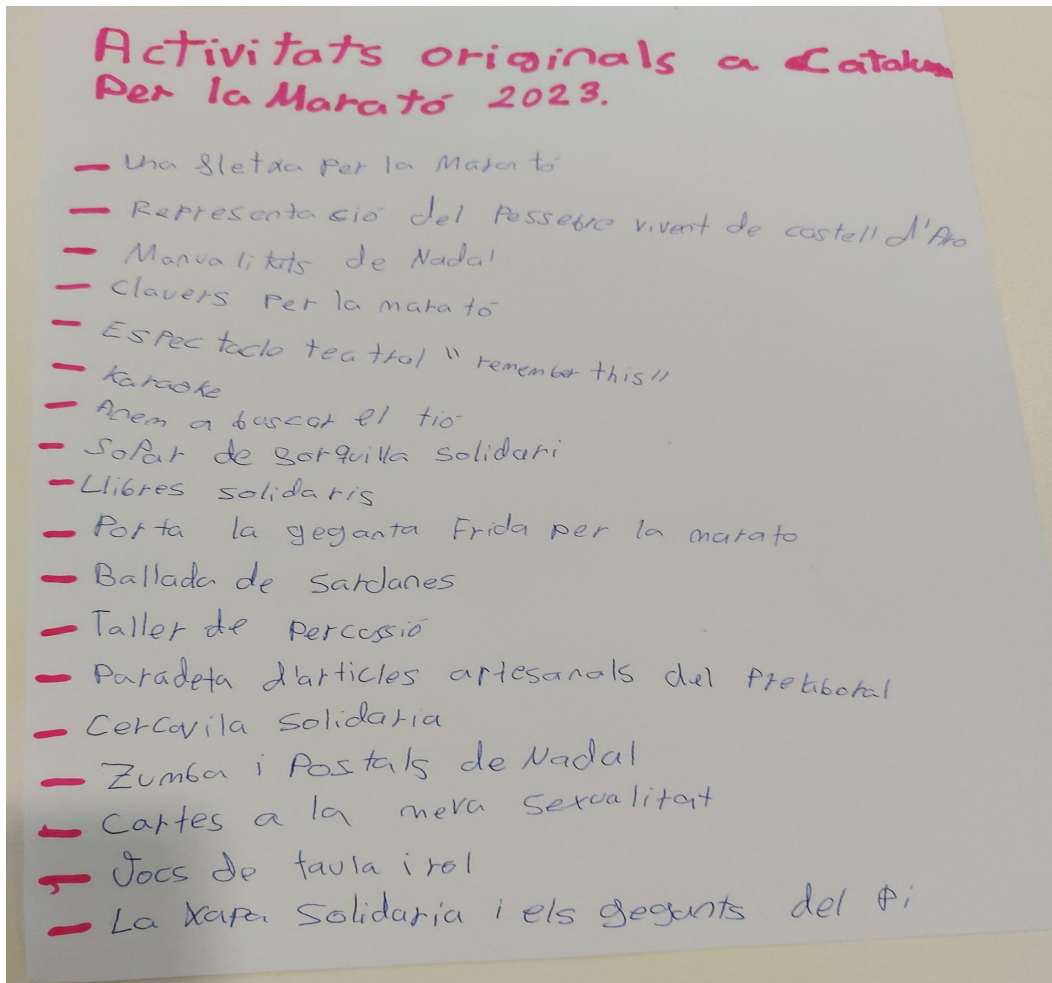 Activitats originals a Catalun
Per la Marató 2023.
Una fletxa Per la Marató
Representació del Pessebre vivent de castell d'Aro
Manualitats de Nadal
Clavers Per la marató
Espectaclo teatral "remember this"
Karaoke
Anem a buscar el tió
Sopar de gorquilla solidari
Llibres solidaris
Porta la geganta Frida per la marato
Ballada de Sardanes
Taller de Percussió
Paradeta d'articles artesanals del Prelaboral
Cercavila Solidaria
Zumba i Postals de Nadal
Cartes a la meva Sexualitat
Jocs de taula i rol
La Xapa Solidaria i els gegants del Pi